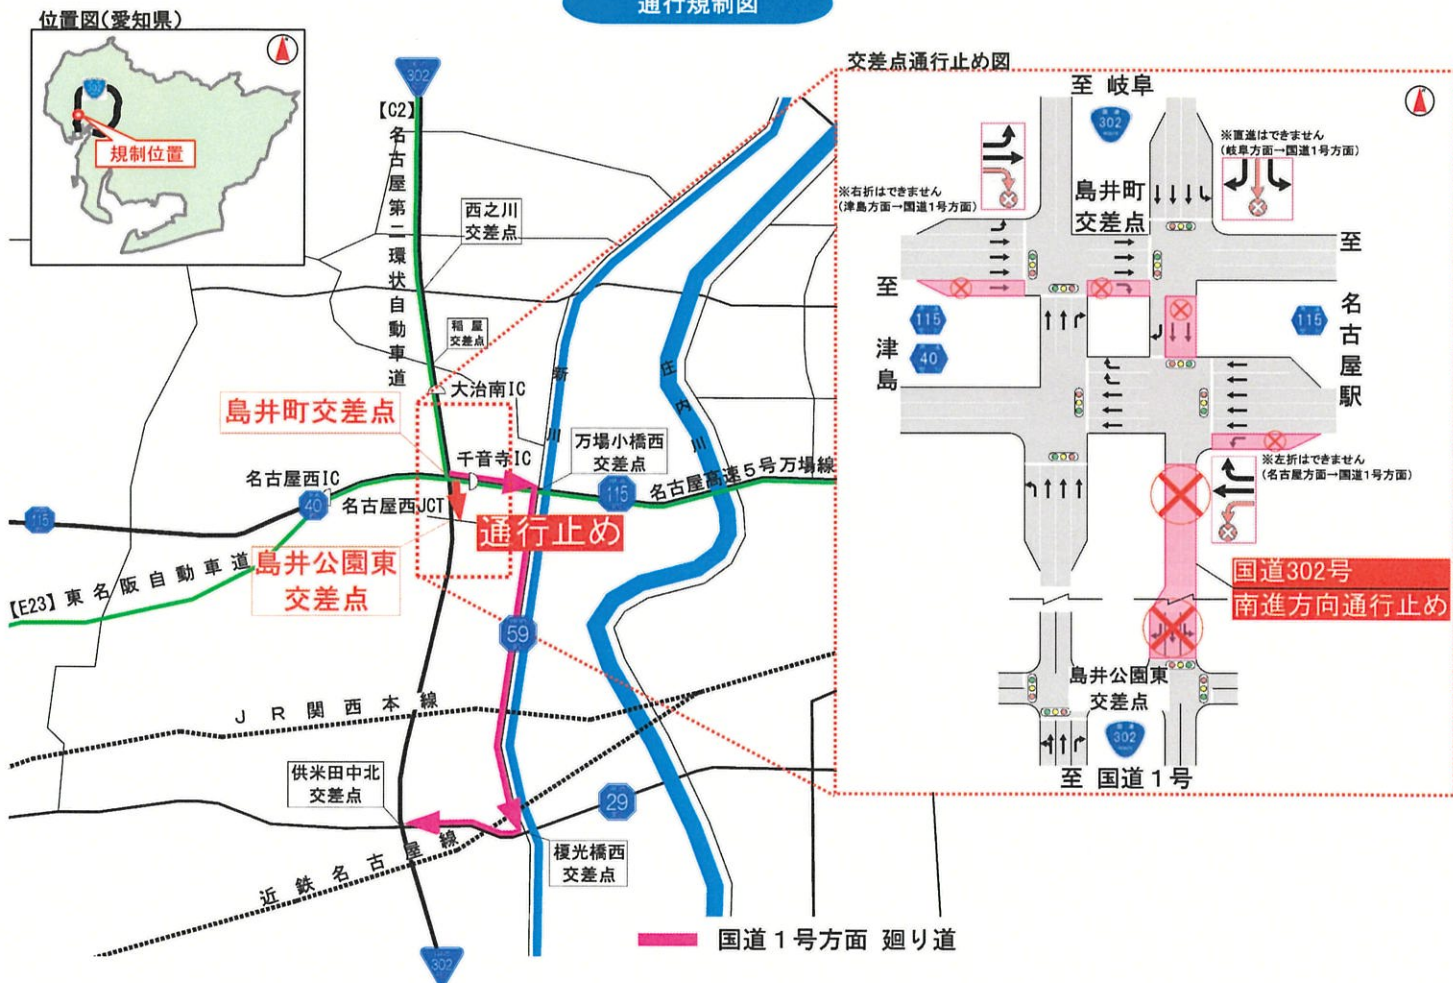 通行規制図
位置図(愛知県)
規制位置
302
【C2】
名古屋第二環状自動車道
西之川
交差点
稲屋
交差点
大治南IC
新川
庄内川
島井町交差点
千音寺IC
万場小橋西
交差点
名古屋西IC
40
115
名古屋西JCT
115
名古屋高速5号万場線
通行止め
島井公園東
交差点
【E23】東名阪自動車道
59
JR関西本線
供米田中北
交差点
29
榎光橋西
交差点
近鉄名古屋線
302
国道1号方面 廻り道
交差点通行止め図
至 岐阜
302
※直進はできません
(岐阜方面→国道1号方面)
※右折はできません
(津島方面→国道1号方面)
島井町
交差点
至 津島
115
40
至 名古屋駅
115
※左折はできません
(名古屋方面→国道1号方面)
国道302号
南進方向通行止め
島井公園東
交差点
302
至 国道1号